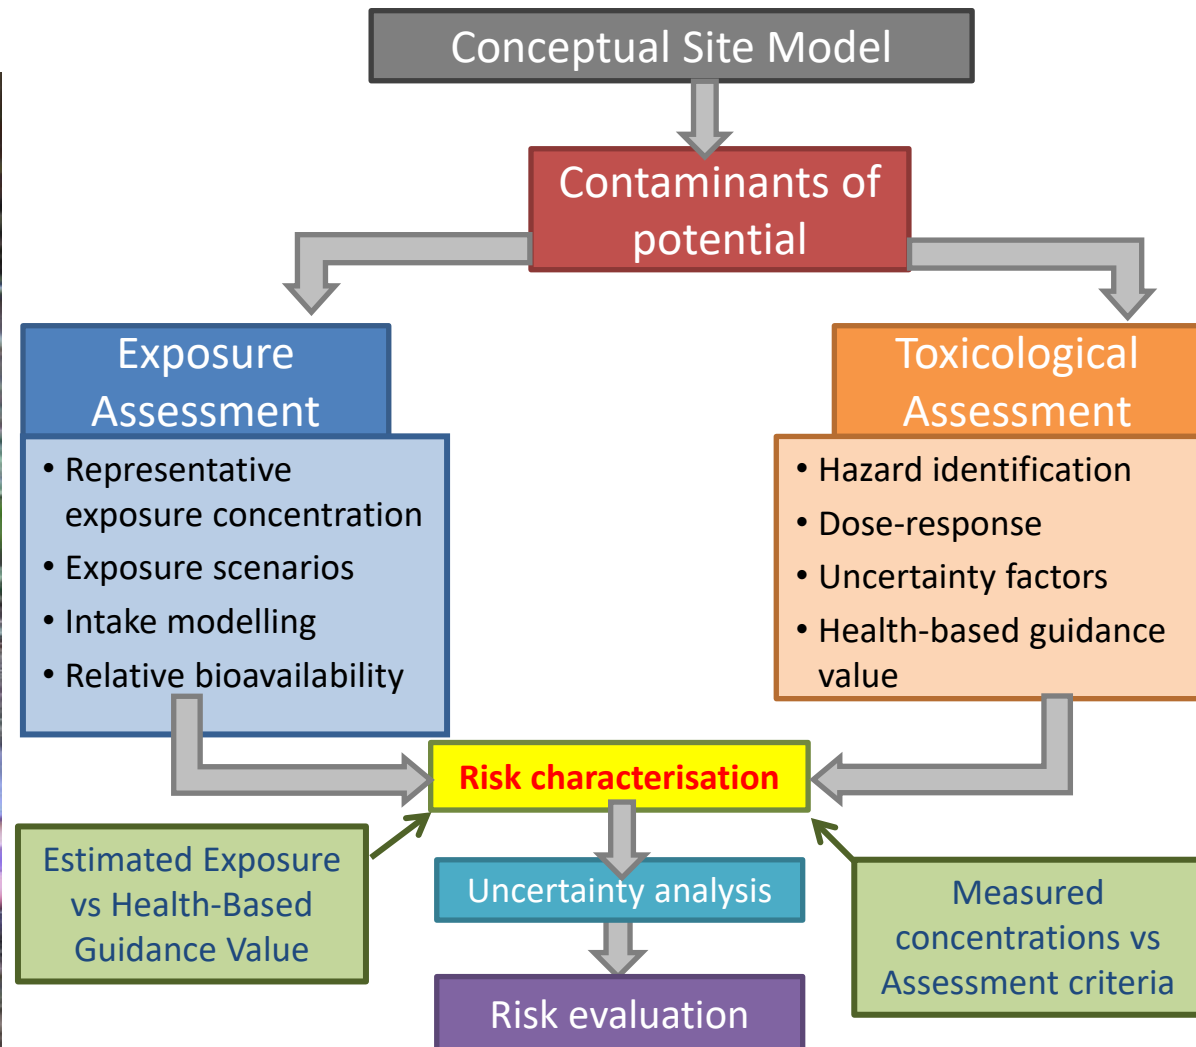 Conceptual Site Model
Contaminants of
potential
Exposure
Assessment
• Representative
exposure concentration
• Exposure scenarios
• Intake modelling
• Relative bioavailability
Toxicological
Assessment
• Hazard identification
• Dose-response
• Uncertainty factors
• Health-based guidance
value
Risk characterisation
Estimated Exposure
vs Health-Based
Guidance Value
Uncertainty analysis
Measured
concentrations vs
Assessment criteria
Risk evaluation